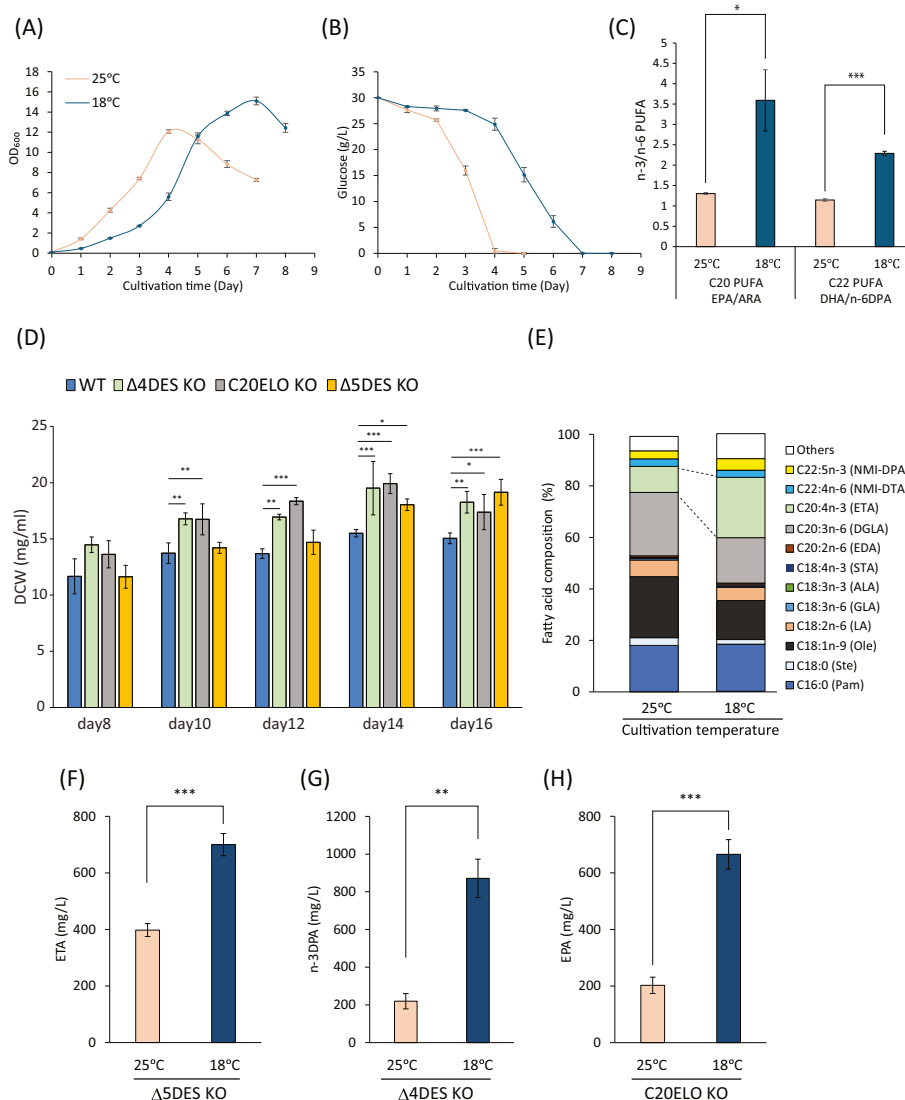 (A)
18
16
14
12
10
8
6
4
2
0
OD600
25°C
18°C
0 1 2 3 4 5 6 7 8 9
Cultivation time (Day)
(B)
35
30
25
20
15
10
5
0
Glucose (g/L)
0 1 2 3 4 5 6 7 8 9
Cultivation time (Day)
(C)
*
***
5
4.5
4
3.5
3
2.5
2
1.5
1
0.5
0
n-3/n-6 PUFA
25°C 18°C 25°C 18°C
C20 PUFA C22 PUFA
EPA/ARA DHA/n-6DPA
(D)
WT Δ4DES KO C20ELO KO Δ5DES KO
25
20
15
10
5
0
DCW (mg/ml)
**
**
***
**
*
***
***
***
*
**
day8 day10 day12 day14 day16
(E)
100
80
60
40
20
0
Fatty acid composition (%)
25°C 18°C
Cultivation temperature
Others
C22:5n-3 (NMI-DPA
C22:4n-6 (NMI-DTA
C20:4n-3 (ETA)
C20:3n-6 (DGLA)
C20:2n-6 (EDA)
C18:4n-3 (STA)
C18:3n-3 (ALA)
C18:3n-6 (GLA)
C18:2n-6 (LA)
C18:1n-9 (Ole)
C18:0 (Ste)
C16:0 (Pam)
(F)
***
800
600
400
200
0
ETA (mg/L)
25°C 18°C
Δ5DES KO
(G)
**
1200
1000
800
600
400
200
0
n-3DPA (mg/L)
25°C 18°C
Δ4DES KO
(H)
***
800
600
400
200
0
EPA (mg/L)
25°C 18°C
C20ELO KO